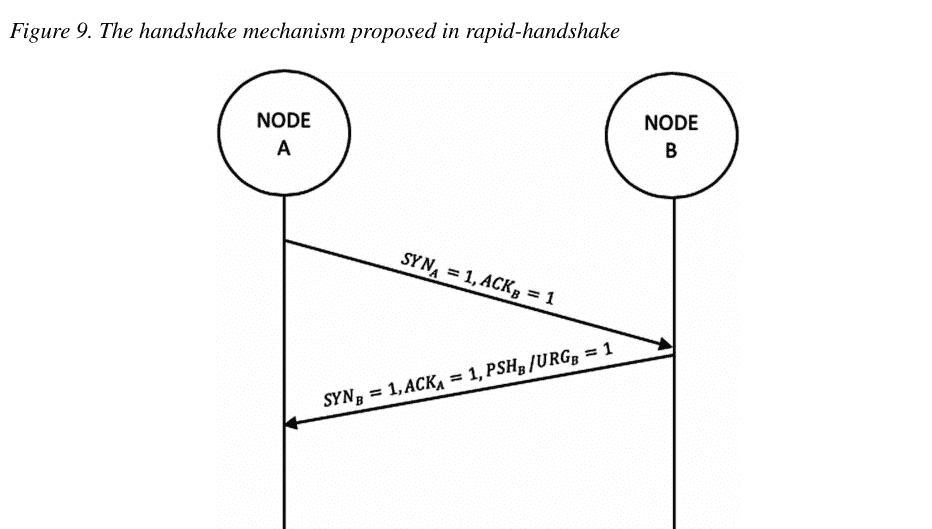 Figure 9. The handshake mechanism proposed in rapid-handshake
NODE
A
NODE
B
SYN_A = 1, ACK_B = 1
SYN_B = 1, ACK_A = 1, PSH_B/URG_B = 1